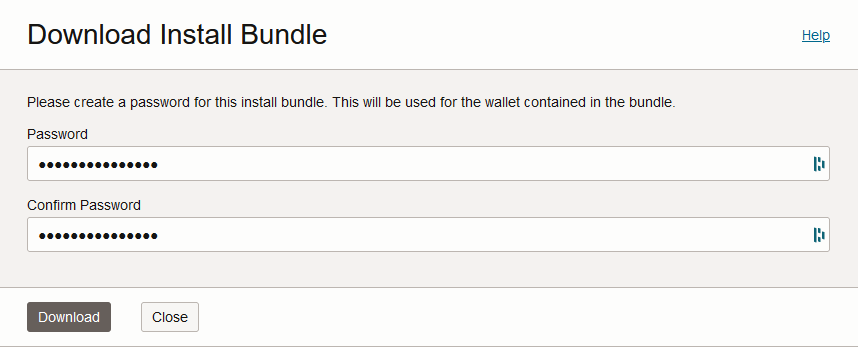 Download Install Bundle
Help
Please create a password for this install bundle. This will be used for the wallet contained in the bundle.
Password
•••••••••••••••
Confirm Password
•••••••••••••••
Download
Close